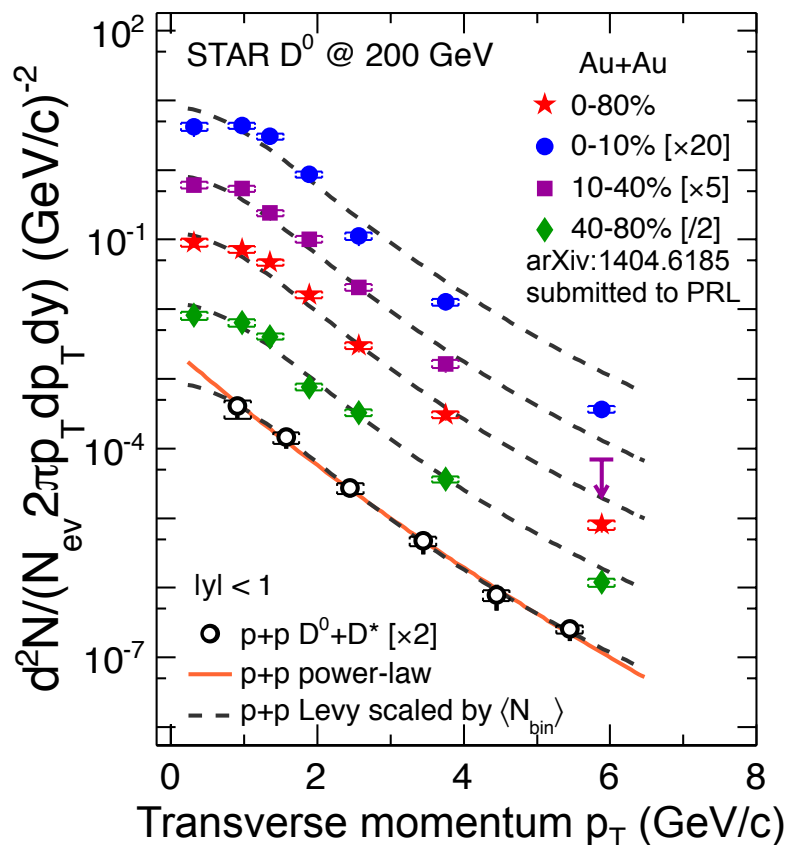 STAR D⁰ @ 200 GeV
Au+Au
0-80%
0-10% [×20]
10-40% [×5]
40-80% [/2]
arXiv:1404.6185
submitted to PRL
d²N/(N_ev 2πp_T dp_T dy) (GeV/c)⁻²
10²
10⁻¹
10⁻⁴
10⁻⁷
|y| < 1
p+p D⁰+D* [×2]
p+p power-law
p+p Levy scaled by ⟨N_bin⟩
0 2 4 6 8
Transverse momentum p_T (GeV/c)